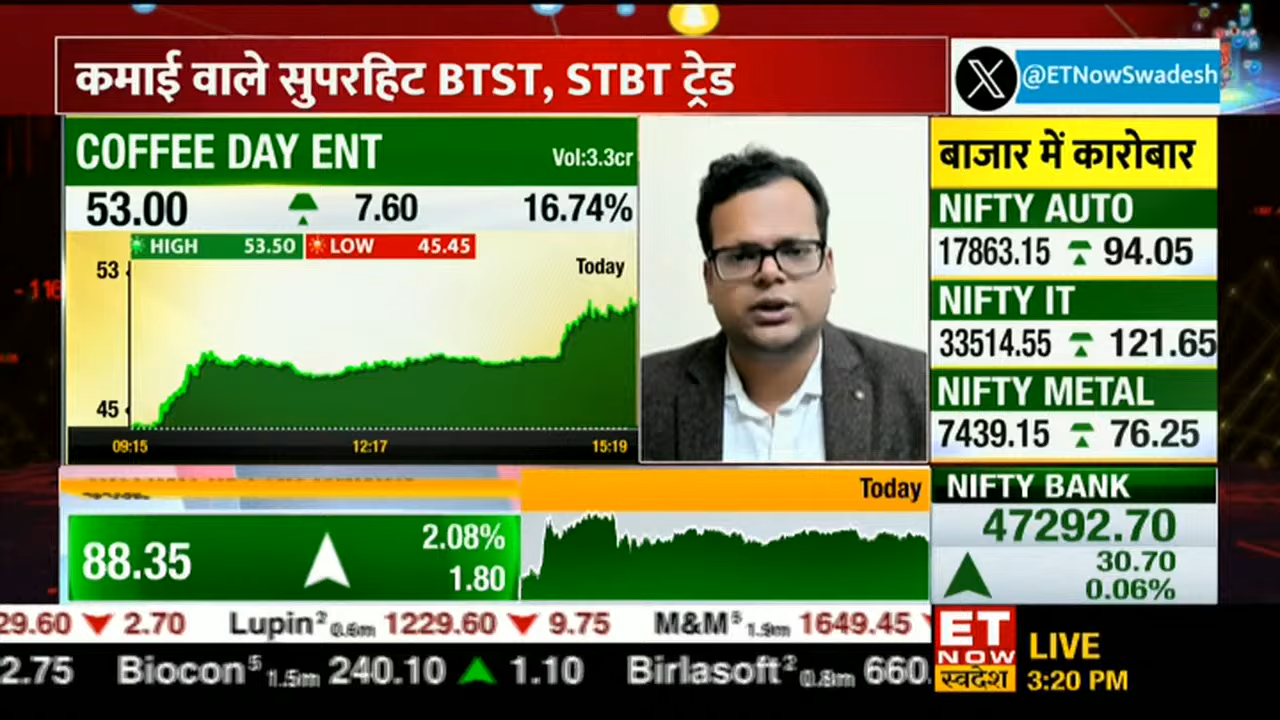 कमाई वाले सुपरहिट BTST, STBT ट्रेड
@ETNowSwadesh
COFFEE DAY ENT Vol:3.3cr
53.00 7.60 16.74%
HIGH 53.50 LOW 45.45
53 Today
45
09:15 12:17 15:19
बाजार में कारोबार
NIFTY AUTO
17863.15 94.05
NIFTY IT
33514.55 121.65
NIFTY METAL
7439.15 76.25
Today
88.35 2.08%
1.80
NIFTY BANK
47292.70
30.70
0.06%
29.60 2.70 Lupin² 0.6m 1229.60 9.75 M&M⁵ 1.9m 1649.45
2.75 Biocon⁵ 1.5m 240.10 1.10 Birlasoft² 0.8m 660.
ET
NOW
स्वदेश
LIVE
3:20 PM